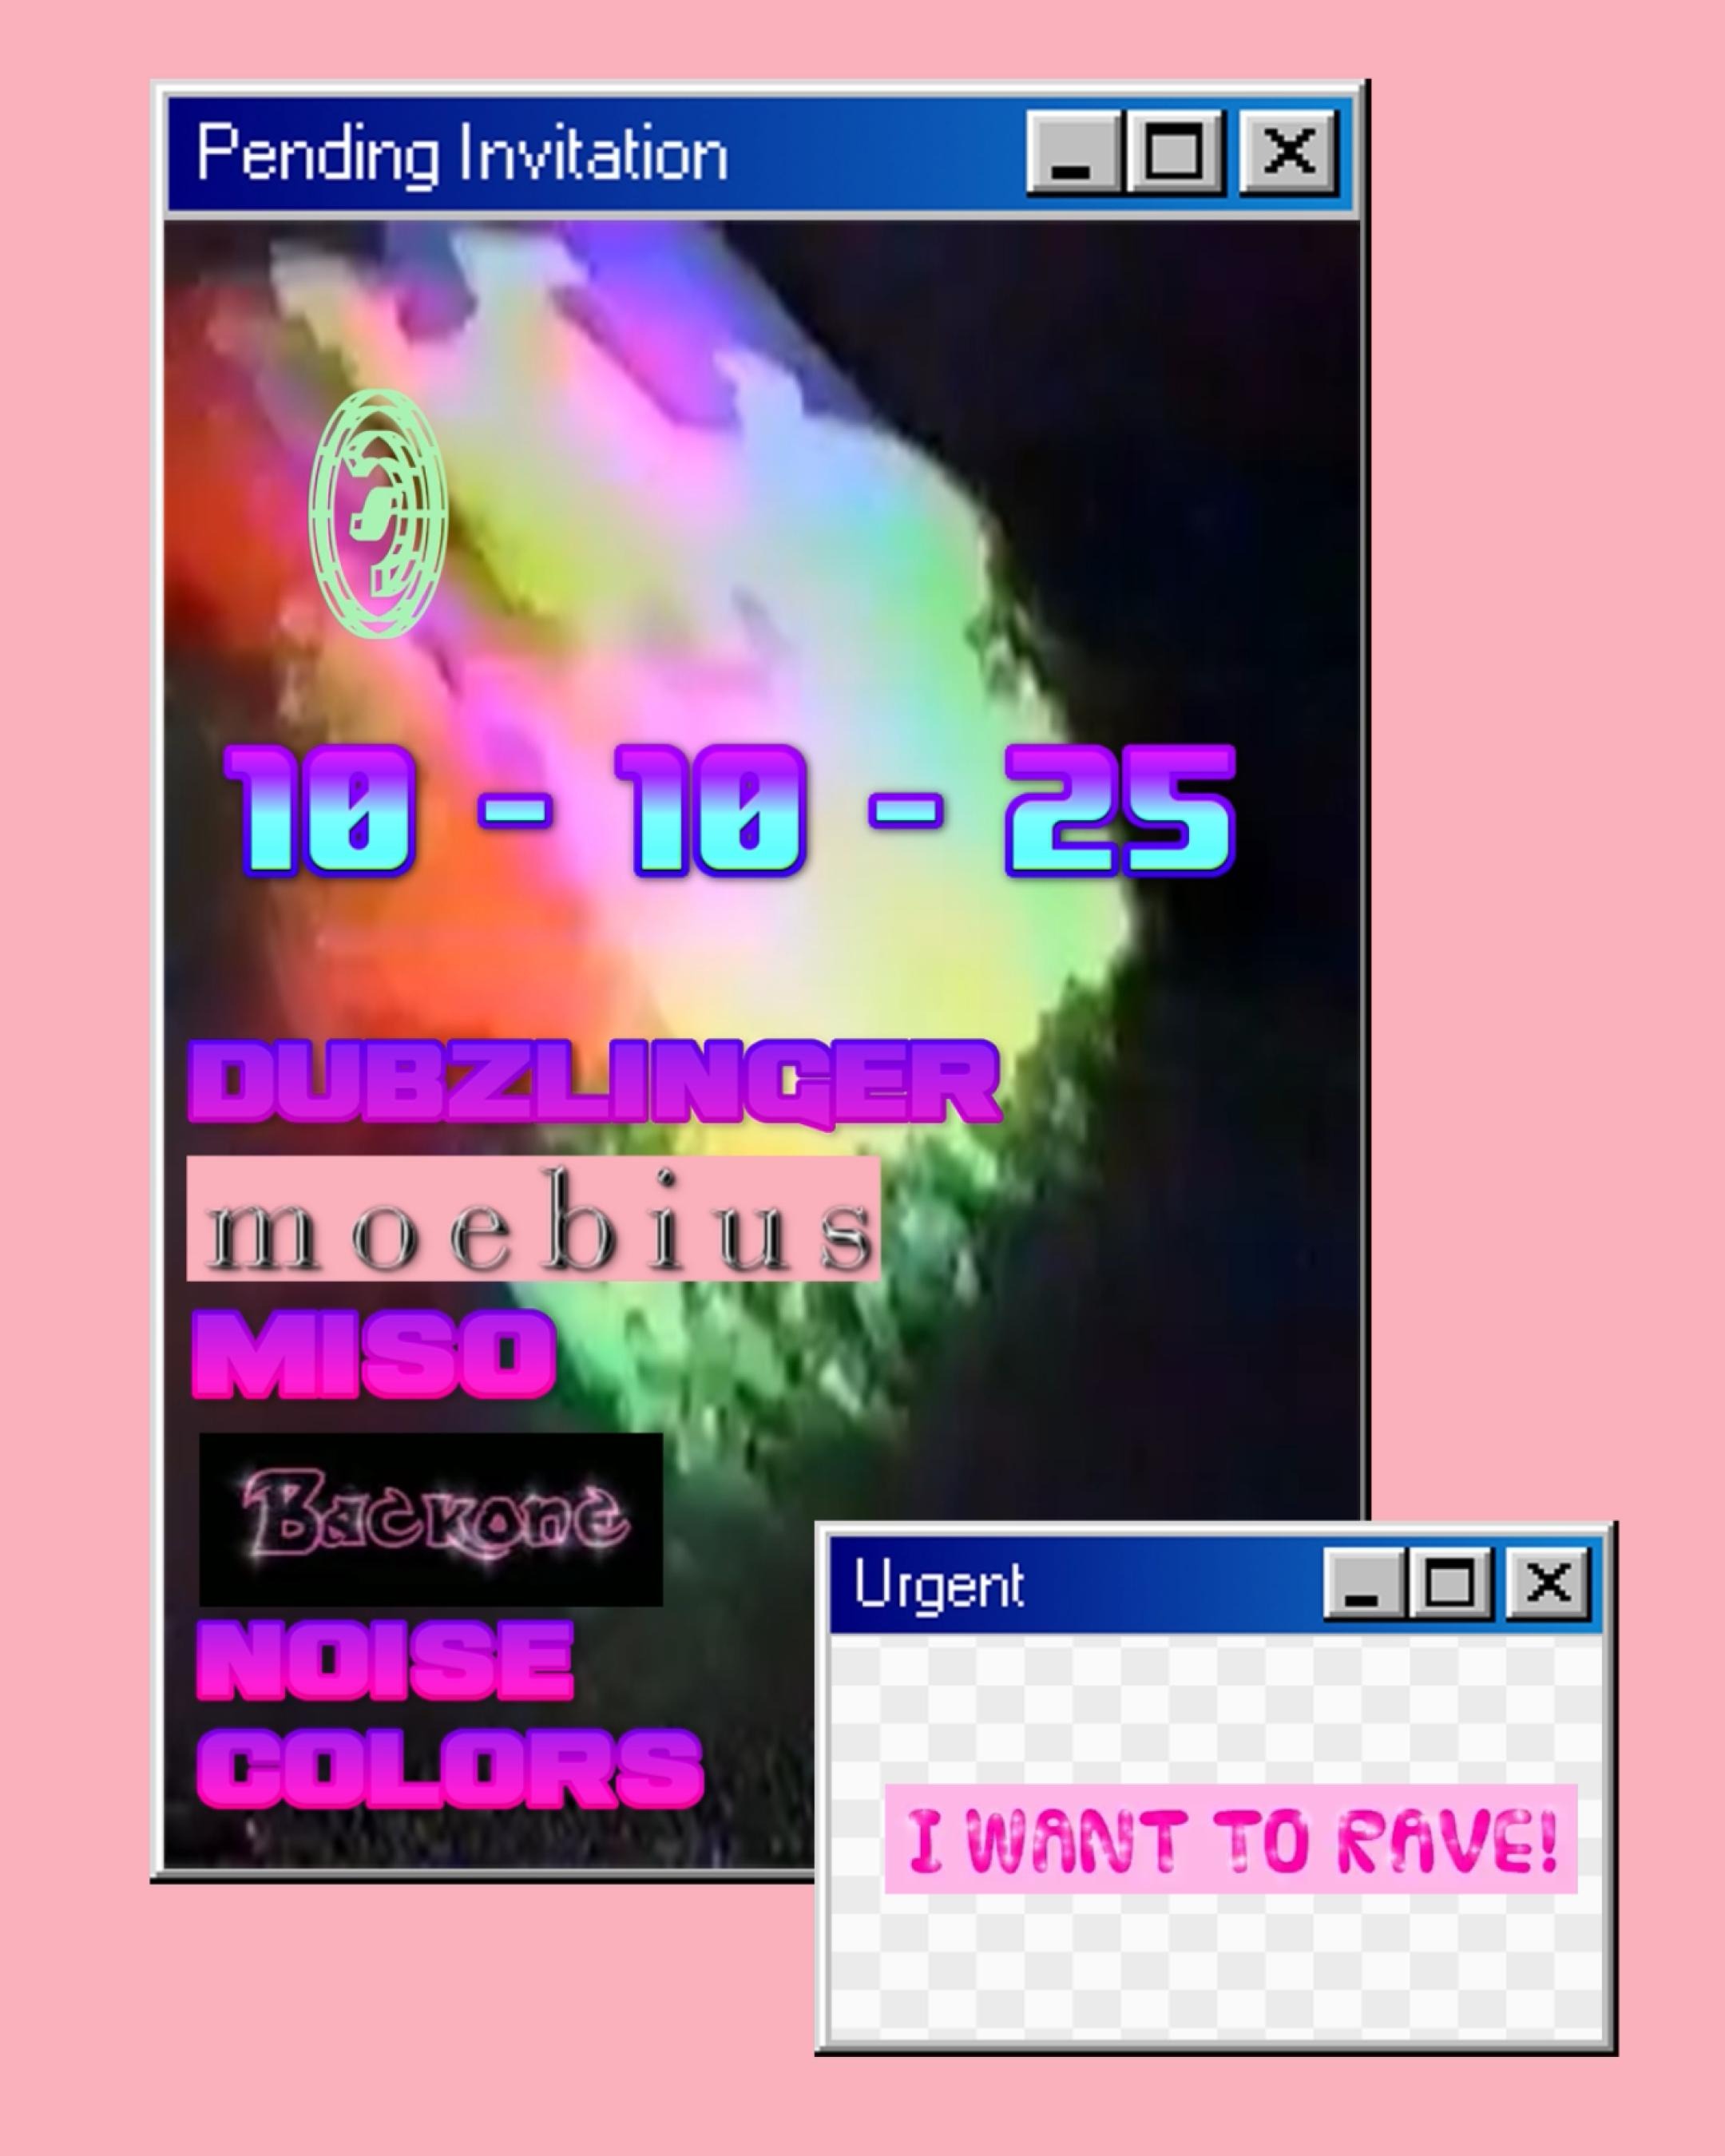 Pending Invitation
10 - 10 - 25
DUBZLINGER
moebius
MISO
Backone
NOISE
COLORS
Urgent
I WANT TO RAVE!